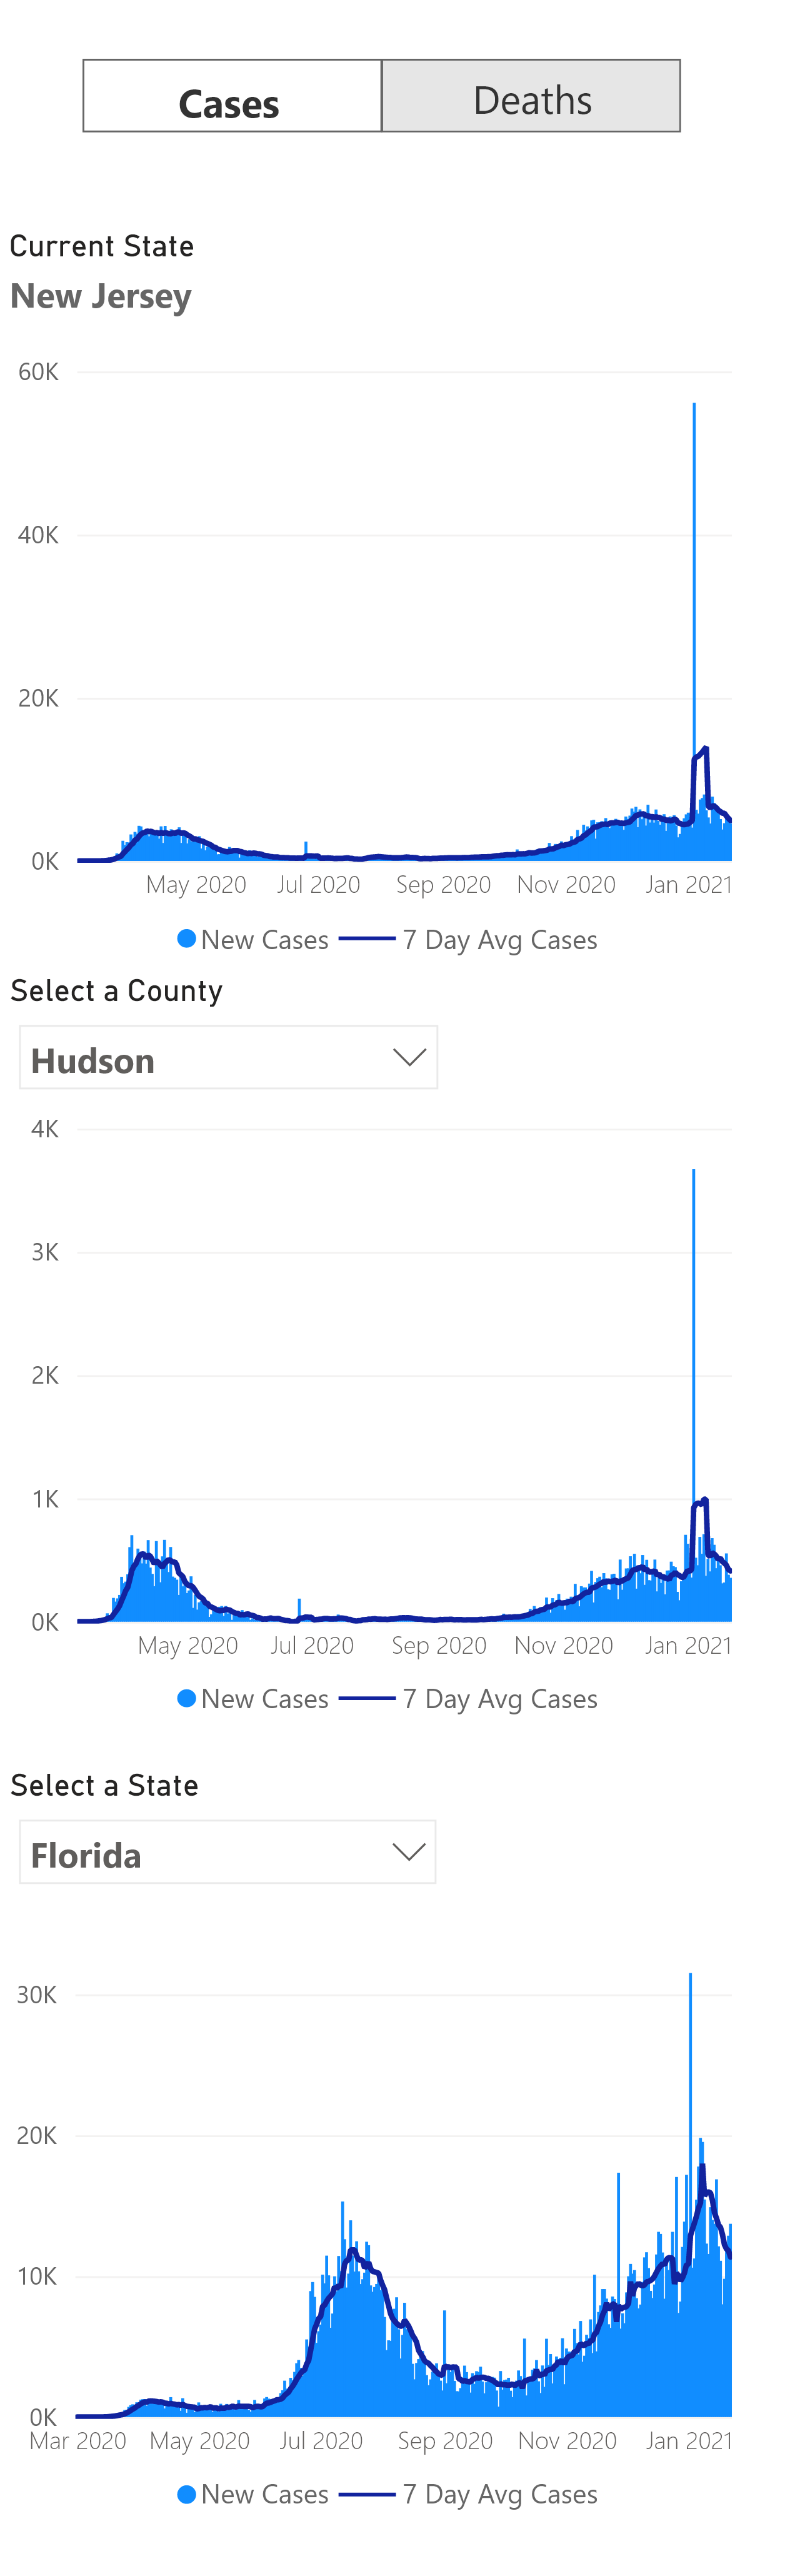 Cases Deaths
Current State
New Jersey
60K
40K
20K
0K
May 2020 Jul 2020 Sep 2020 Nov 2020 Jan 2021
New Cases 7 Day Avg Cases
Select a County
Hudson
4K
3K
2K
1K
0K
May 2020 Jul 2020 Sep 2020 Nov 2020 Jan 2021
New Cases 7 Day Avg Cases
Select a State
Florida
30K
20K
10K
0K
Mar 2020 May 2020 Jul 2020 Sep 2020 Nov 2020 Jan 2021
New Cases 7 Day Avg Cases